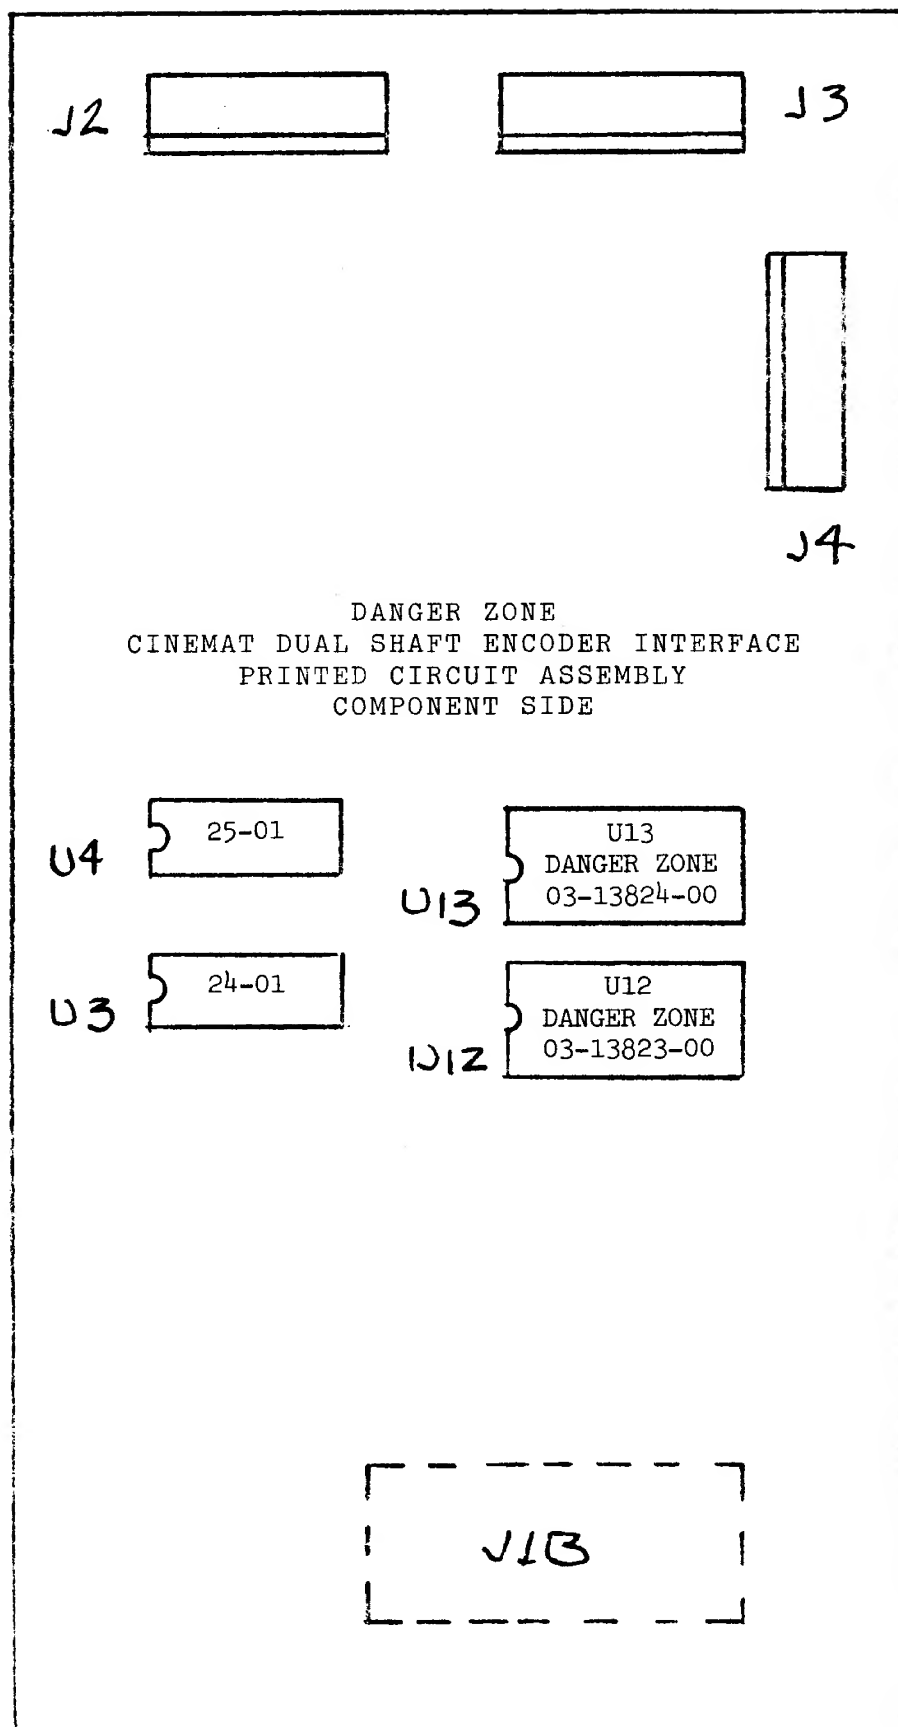 J2
J3
J4
DANGER ZONE
CINEMAT DUAL SHAFT ENCODER INTERFACE
PRINTED CIRCUIT ASSEMBLY
COMPONENT SIDE
U4
25-01
U13
U13
DANGER ZONE
03-13824-00
U3
24-01
U12
U12
DANGER ZONE
03-13823-00
J1B